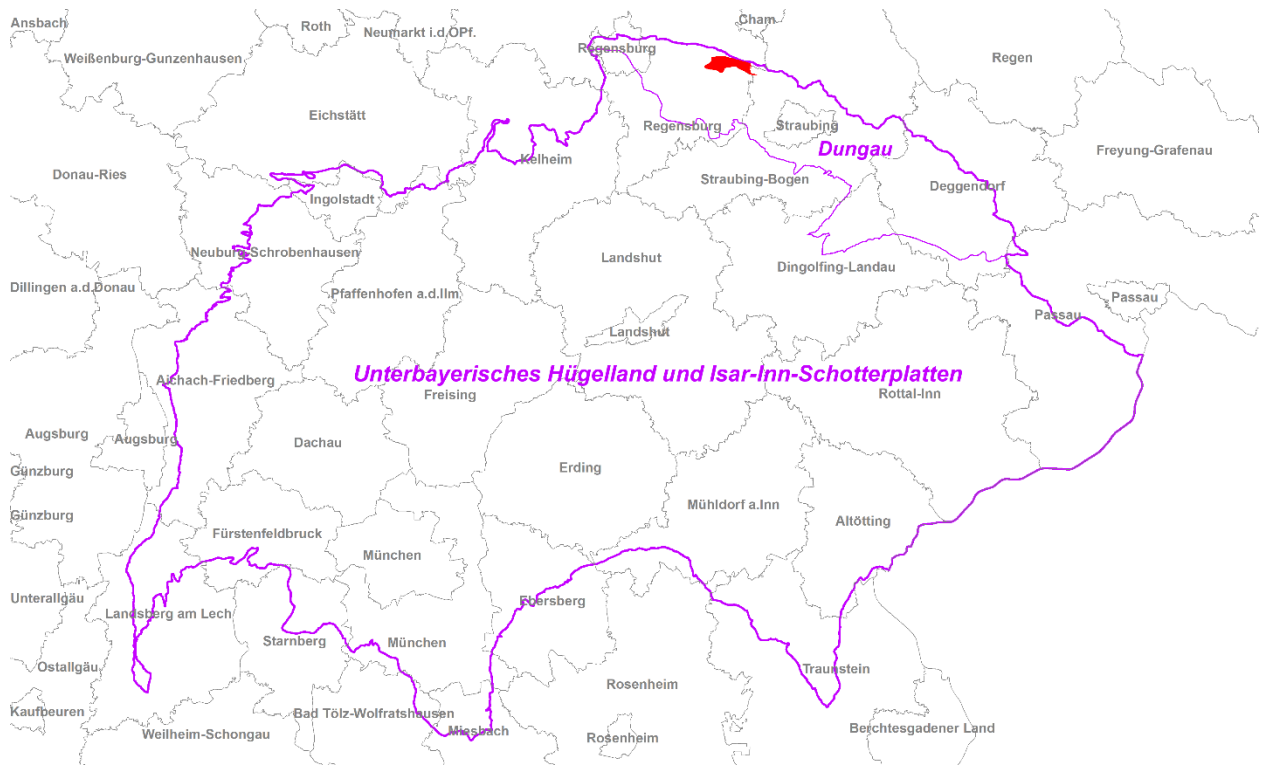 Ansbach
Roth
Neumarkt i.d.OPf.
Cham
Weißenburg-Gunzenhausen
Regensburg
Regen
Eichstätt
Regensburg
Straubing
Dungau
Freyung-Grafenau
Kelheim
Donau-Ries
Straubing-Bogen
Deggendorf
Ingolstadt
Neuburg-Schrobenhausen
Landshut
Dingolfing-Landau
Dillingen a.d.Donau
Pfaffenhofen a.d.Ilm
Passau
Passau
Landshut
Unterbayerisches Hügelland und Isar-Inn-Schotterplatten
Aichach-Friedberg
Freising
Rottal-Inn
Augsburg
Augsburg
Dachau
Günzburg
Erding
Mühldorf a.Inn
Günzburg
Altötting
Fürstenfeldbruck
München
Unterallgäu
Ebersberg
Landsberg am Lech
Starnberg
München
Ostallgäu
Traunstein
Rosenheim
Kaufbeuren
Bad Tölz-Wolfratshausen
Weilheim-Schongau
Miesbach
Rosenheim
Berchtesgadener Land